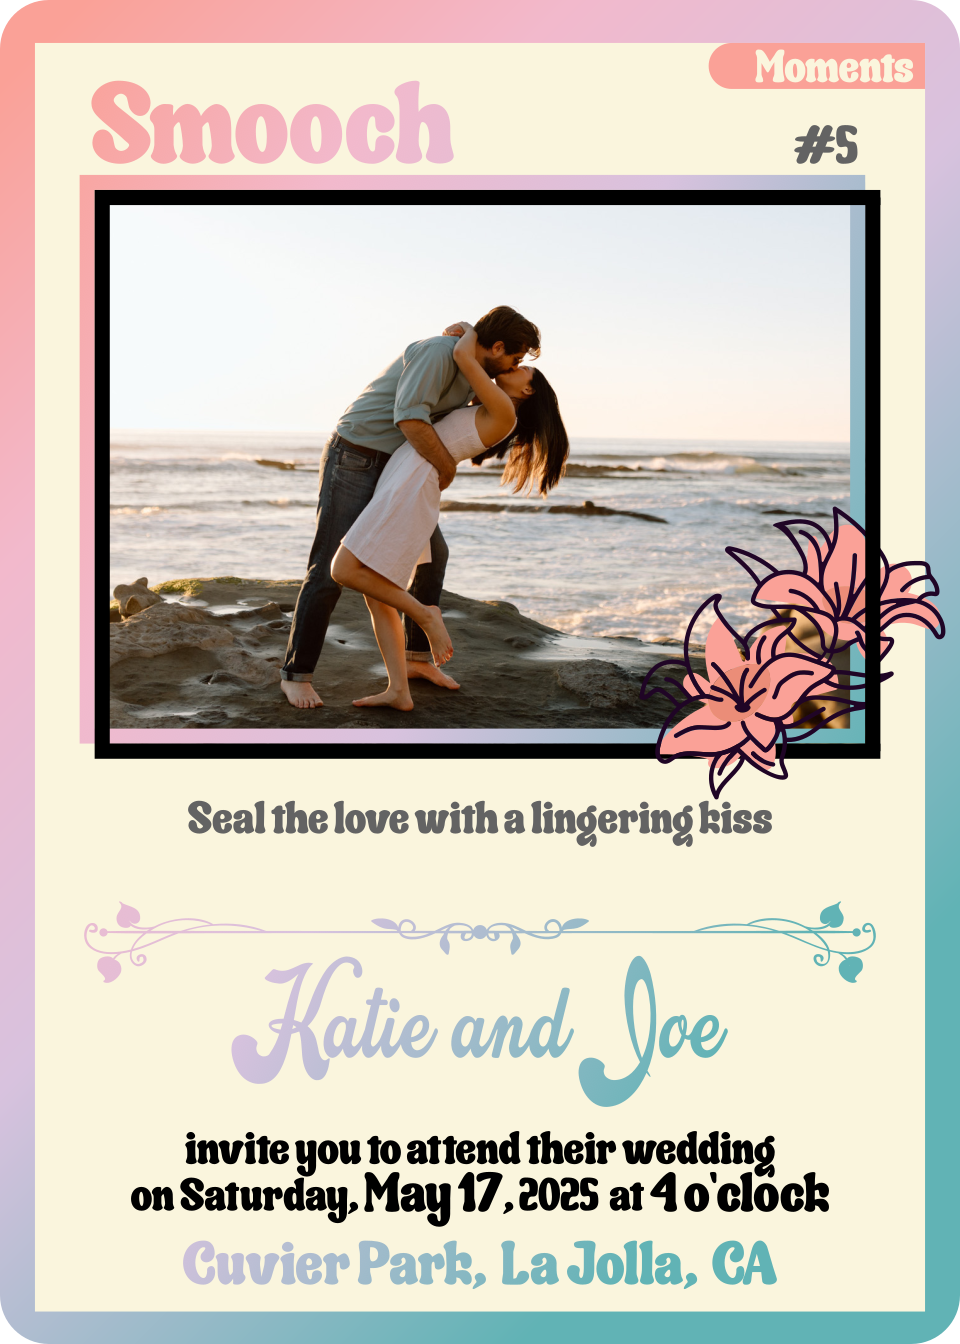 Moments
Smooch
#5
Seal the love with a lingering kiss
Katie and Joe
invite you to attend their wedding
on Saturday, May 17, 2025 at 4 o'clock
Cuvier Park, La Jolla, CA